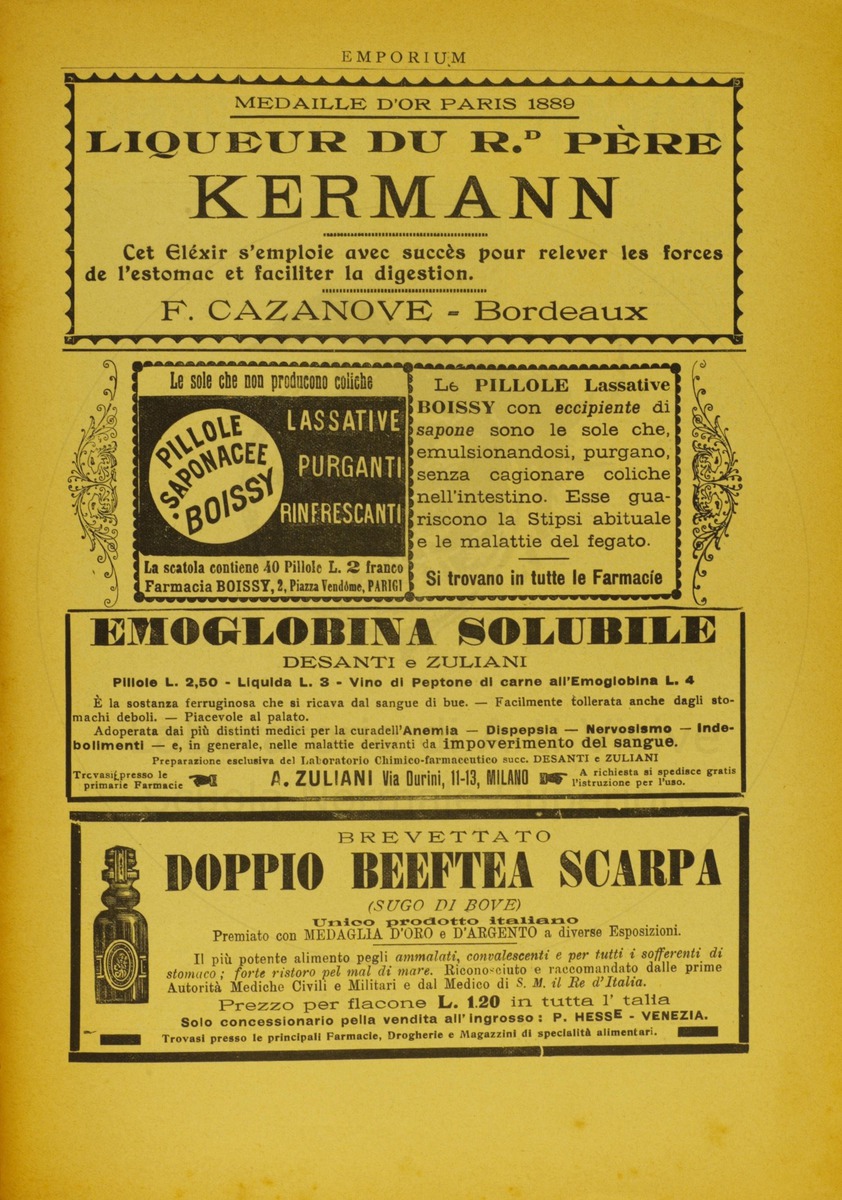 EMPORIUM
MEDAILLE D'OR PARIS 1889
LIQUEUR DU R.D PÈRE
KERMANN
Cet Eléxir s'emploie avec succès pour relever les forces
de l'estomac et faciliter la digestion.
F. CAZANOVE - Bordeaux
Le sole che non producono coliche
PILLOLE
SAPONACEE
BOISSY
LASSATIVE
PURGANTI
RINFRESCANTI
La scatola contiene 40 Pillole L. 2 franco
Farmacia BOISSY, 2, Piazza Vendôme, PARIGI
Le PILLOLE Lassative
BOISSY con eccipiente di
sapone sono le sole che,
emulsionandosi, purgano,
senza cagionare coliche
nell'intestino. Esse gua-
riscono la Stipsi abituale
e le malattie del fegato.
Si trovano in tutte le Farmacie
EMOGLOBINA SOLUBILE
DESANTI e ZULIANI
Pillole L. 2,50 - Liquida L. 3 - Vino di Peptone di carne all'Emoglobina L. 4
È la sostanza ferruginosa che si ricava dal sangue di bue. — Facilmente tollerata anche dagli sto-
machi deboli. — Piacevole al palato.
Adoperata dai più distinti medici per la curadell'Anemia — Dispepsia — Nervosismo — Inde-
bolimenti — e, in generale, nelle malattie derivanti da impoverimento del sangue.
Preparazione esclusiva del Laboratorio Chimico-farmaceutico succ. DESANTI e ZULIANI
Trovasi presso le
primarie Farmacie
A. ZULIANI Via Durini, 11-13, MILANO
A richiesta si spedisce gratis
l'istruzione per l'uso.
BREVETTATO
DOPPIO BEEFTEA SCARPA
(SUGO DI BOVE)
Unico prodotto italiano
Premiato con MEDAGLIA D'ORO e D'ARGENTO a diverse Esposizioni.
Il più potente alimento pegli ammalati, convalescenti e per tutti i sofferenti di
stomaco; forte ristoro pel mal di mare. Riconosciuto e raccomandato dalle prime
Autorità Mediche Civili e Militari e dal Medico di S. M. il Re d'Italia.
Prezzo per flacone L. 1.20 in tutta l' talia
Solo concessionario pella vendita all'ingrosso: P. HESSE - VENEZIA.
Trovasi presso le principali Farmacie, Drogherie e Magazzini di specialità alimentari.